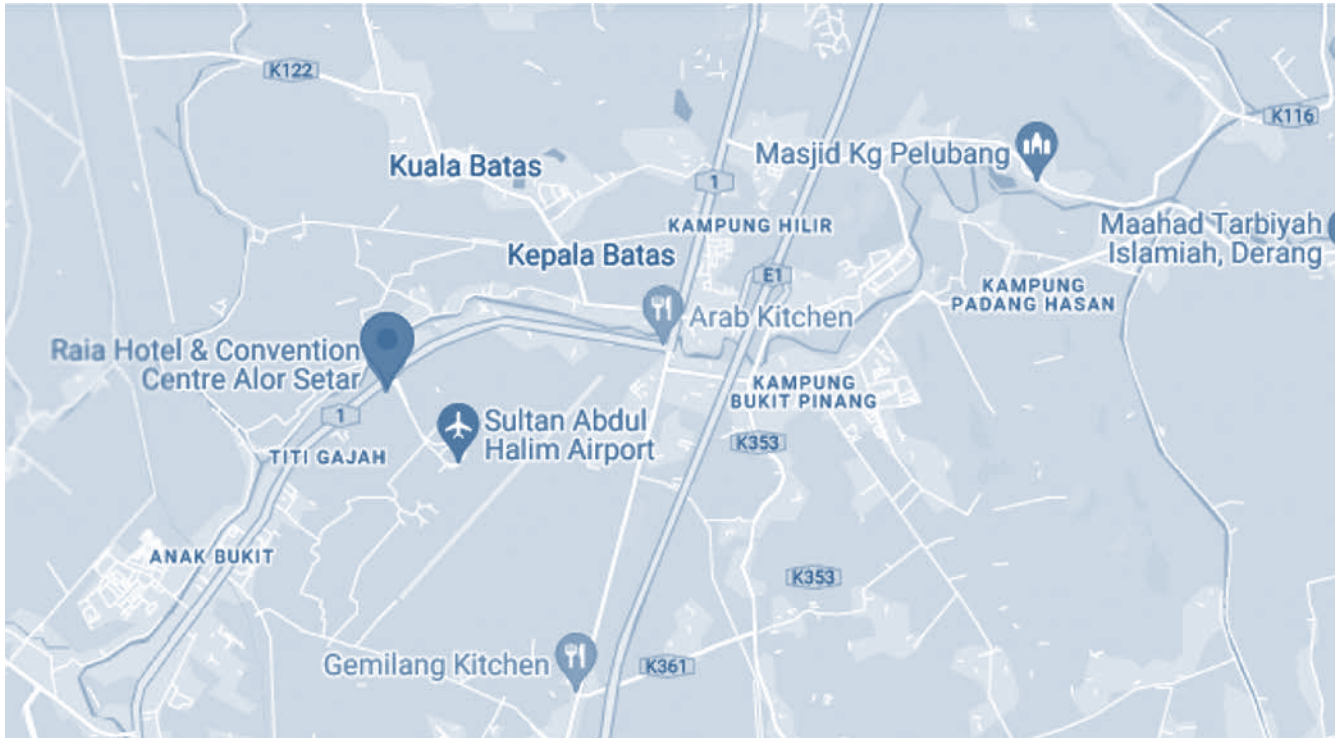 K122
K116
Masjid Kg Pelubang
Kuala Batas
1
KAMPUNG HILIR
Maahad Tarbiyah
Islamiah, Derang
Kepala Batas
E1
KAMPUNG
PADANG HASAN
Arab Kitchen
Raia Hotel & Convention
Centre Alor Setar
KAMPUNG
BUKIT PINANG
1
Sultan Abdul
Halim Airport
K353
TITI GAJAH
ANAK BUKIT
K353
Gemilang Kitchen
K361